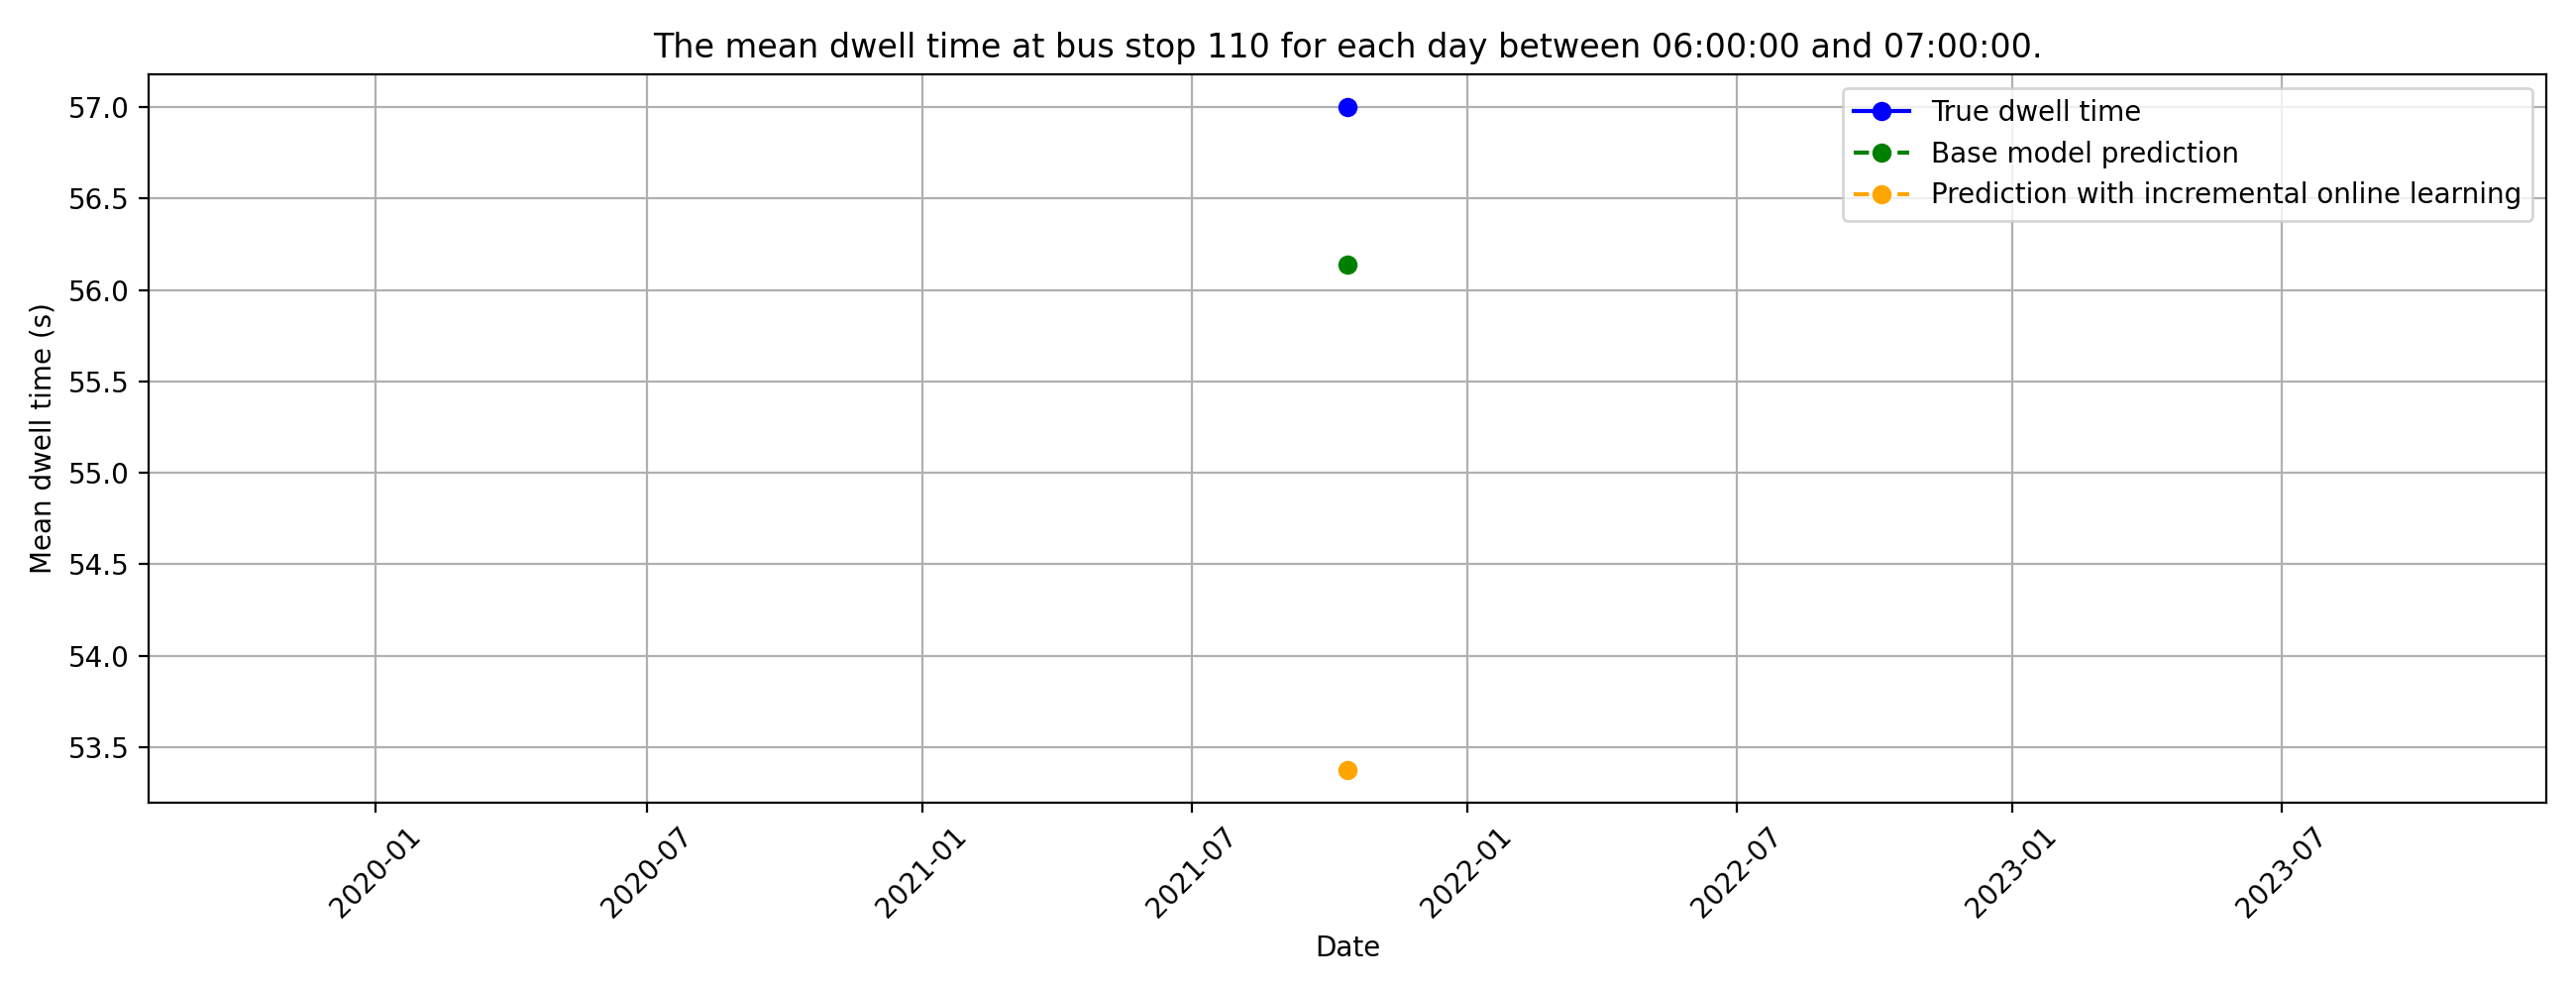 The mean dwell time at bus stop 110 for each day between 06:00:00 and 07:00:00.
57.0
56.5
56.0
55.5
55.0
54.5
54.0
53.5
Mean dwell time (s)
True dwell time
Base model prediction
Prediction with incremental online learning
2020-01
2020-07
2021-01
2021-07
2022-01
2022-07
2023-01
2023-07
Date